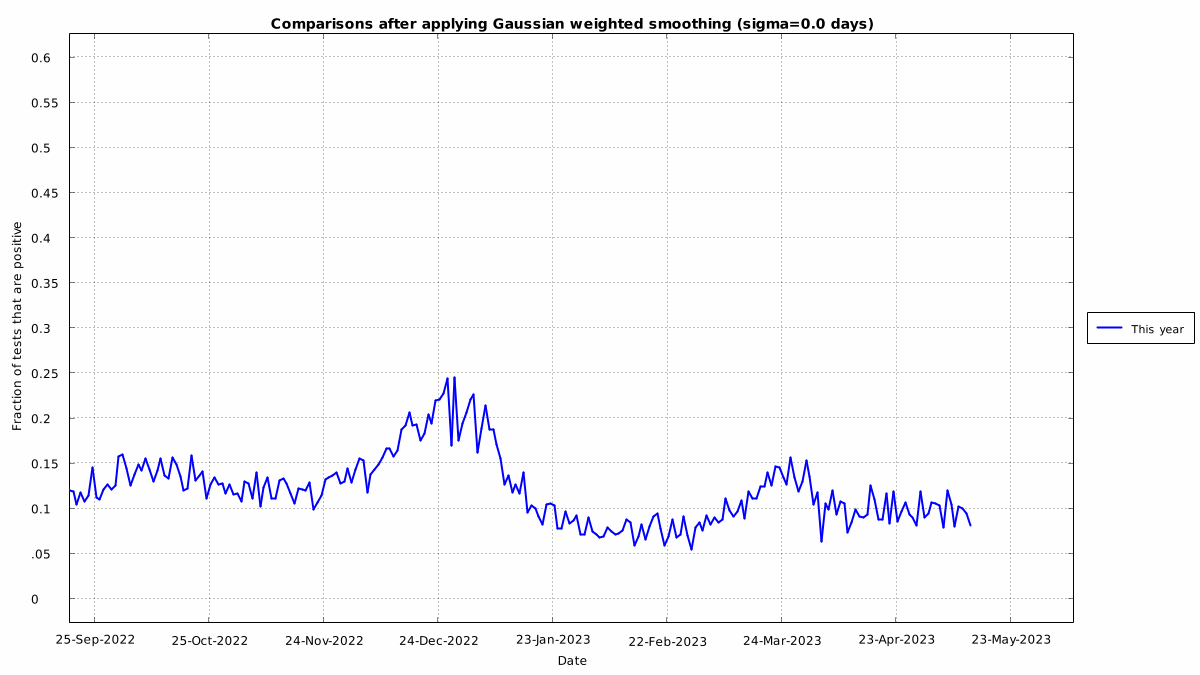 Comparisons after applying Gaussian weighted smoothing (sigma=0.0 days)
0.6
0.55
0.5
0.45
0.4
0.35
0.3
0.25
0.2
0.15
0.1
.05
0
Fraction of tests that are positive
This year
25-Sep-2022 25-Oct-2022 24-Nov-2022 24-Dec-2022 23-Jan-2023 22-Feb-2023 24-Mar-2023 23-Apr-2023 23-May-2023
Date